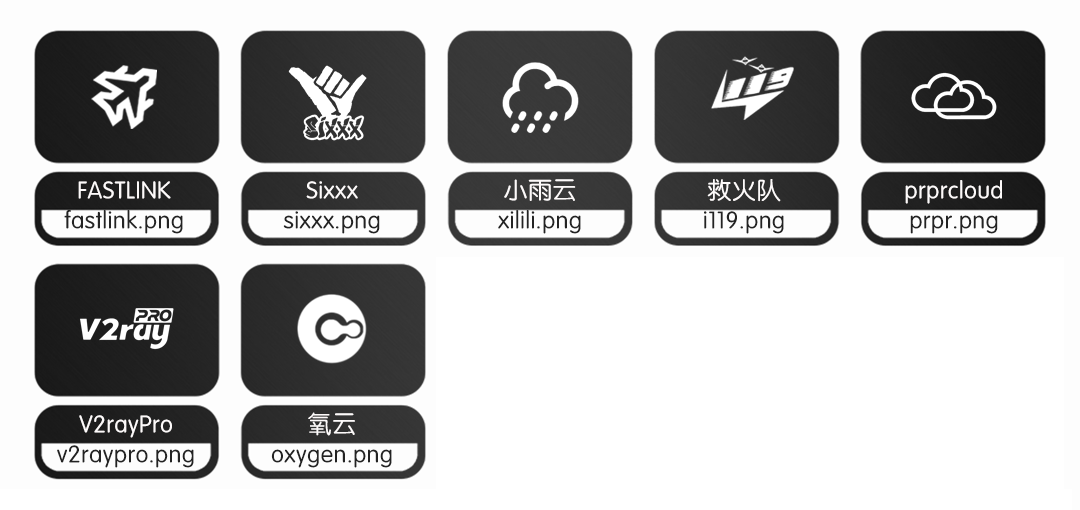 SixxX
119
FASTLINK
fastlink.png
Sixxx
sixxx.png
小雨云
xilili.png
救火队
i119.png
prprcloud
prpr.png
V2ray PRO
V2rayPro
v2raypro.png
氧云
oxygen.png